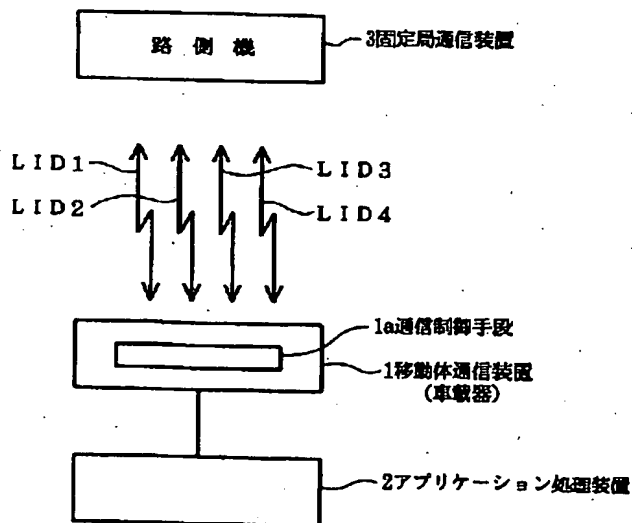 路側機
3固定局通信装置
LID1
LID3
LID2
LID4
1a通信制御手段
1移動体通信装置
(車載器)
2アプリケーション処理装置